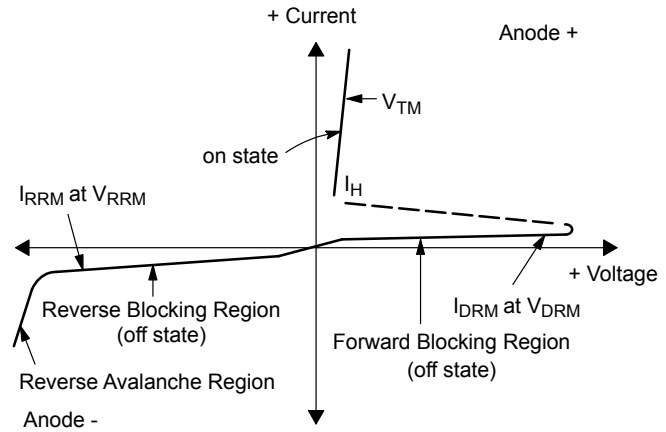 + Current
Anode +
V_TM
on state
I_H
I_RRM at V_RRM
+ Voltage
I_DRM at V_DRM
Reverse Blocking Region
(off state)
Forward Blocking Region
(off state)
Reverse Avalanche Region
Anode -